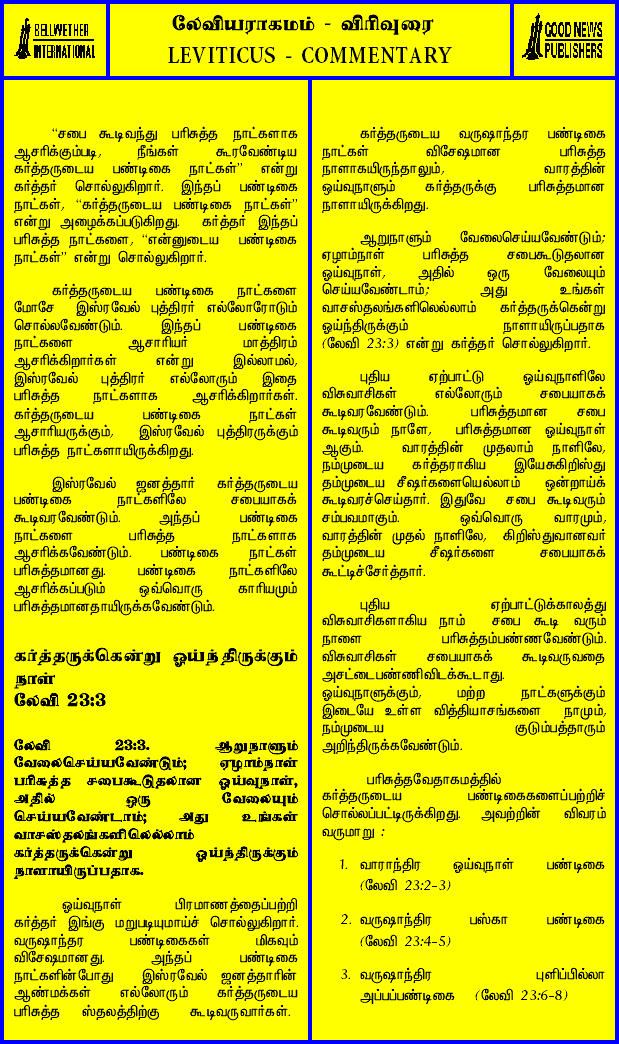 BELLWETHER
INTERNATIONAL
லேவியராகமம் - விரிவுரை
LEVITICUS - COMMENTARY
GOOD NEWS
PUBLISHERS
“சபை கூடிவந்து பரிசுத்த நாட்களாக
ஆசரிக்கும்படி, நீங்கள் கூரவேண்டிய
கர்த்தருடைய பண்டிகை நாட்கள்” என்று
கர்த்தர் சொல்லுகிறார். இந்தப் பண்டிகை
நாட்கள், “கர்த்தருடைய பண்டிகை நாட்கள்”
என்று அழைக்கப்படுகிறது. கர்த்தர் இந்தப்
பரிசுத்த நாட்களை, “என்னுடைய பண்டிகை
நாட்கள்” என்று சொல்லுகிறார்.
கர்த்தருடைய பண்டிகை நாட்களை
மோசே இஸ்ரவேல் புத்திரர் எல்லோரோடும்
சொல்லவேண்டும். இந்தப் பண்டிகை
நாட்களை ஆசாரியர் மாத்திரம்
ஆசரிக்கிறார்கள் என்று இல்லாமல்,
இஸ்ரவேல் புத்திரர் எல்லோரும் இதை
பரிசுத்த நாட்களாக ஆசரிக்கிறார்கள்.
கர்த்தருடைய பண்டிகை நாட்கள்
ஆசாரியருக்கும், இஸ்ரவேல் புத்திரருக்கும்
பரிசுத்த நாட்களாயிருக்கிறது.
இஸ்ரவேல் ஜனத்தார் கர்த்தருடைய
பண்டிகை நாட்களிலே சபையாகக்
கூடிவரவேண்டும். அந்தப் பண்டிகை
நாட்களை பரிசுத்த நாட்களாக
ஆசரிக்கவேண்டும். பண்டிகை நாட்கள்
பரிசுத்தமானது. பண்டிகை நாட்களிலே
ஆசரிக்கப்படும் ஒவ்வொரு காரியமும்
பரிசுத்தமானதாயிருக்கவேண்டும்.
கர்த்தருக்கென்று ஓய்ந்திருக்கும்
நாள்
லேவி 23:3
லேவி 23:3. ஆறுநாளும்
வேலைசெய்யவேண்டும்; ஏழாம்நாள்
பரிசுத்த சபைகூடுதலான ஓய்வுநாள்,
அதில் ஒரு வேலையும்
செய்யவேண்டாம்; அது உங்கள்
வாசஸ்தலங்களிலெல்லாம்
கர்த்தருக்கென்று ஓய்ந்திருக்கும்
நாளாயிருப்பதாக.
ஓய்வுநாள் பிரமாணத்தைப்பற்றி
கர்த்தர் இங்கு மறுபடியுமாய்ச் சொல்லுகிறார்.
வருஷாந்தர பண்டிகைகள் மிகவும்
விசேஷமானது. அந்தப் பண்டிகை
நாட்களின்போது இஸ்ரவேல் ஜனத்தாரின்
ஆண்மக்கள் எல்லோரும் கர்த்தருடைய
பரிசுத்த ஸ்தலத்திற்கு கூடிவருவார்கள்.
கர்த்தருடைய வருஷாந்தர பண்டிகை
நாட்கள் விசேஷமான பரிசுத்த
நாளாகயிருந்தாலும், வாரத்தின்
ஓய்வுநாளும் கர்த்தருக்கு பரிசுத்தமான
நாளாயிருக்கிறது.
ஆறுநாளும் வேலைசெய்யவேண்டும்;
ஏழாம்நாள் பரிசுத்த சபைகூடுதலான
ஓய்வுநாள், அதில் ஒரு வேலையும்
செய்யவேண்டாம்; அது உங்கள்
வாசஸ்தலங்களிலெல்லாம் கர்த்தருக்கென்று
ஓய்ந்திருக்கும் நாளாயிருப்பதாக
(லேவி 23:3) என்று கர்த்தர் சொல்லுகிறார்.
புதிய ஏற்பாட்டு ஓய்வுநாளிலே
விசுவாசிகள் எல்லோரும் சபையாகக்
கூடிவரவேண்டும். பரிசுத்தமான சபை
கூடிவரும் நாளே, பரிசுத்தமான ஓய்வுநாள்
ஆகும். வாரத்தின் முதலாம் நாளிலே,
நம்முடைய கர்த்தராகிய இயேசுகிறிஸ்து
தம்முடைய சீஷர்களையெல்லாம் ஒன்றாய்க்
கூடிவரச்செய்தார். இதுவே சபை கூடிவரும்
சம்பவமாகும். ஒவ்வொரு வாரமும்,
வாரத்தின் முதல் நாளிலே, கிறிஸ்துவானவர்
தம்முடைய சீஷர்களை சபையாகக்
கூட்டிச்சேர்த்தார்.
புதிய ஏற்பாட்டுக்காலத்து
விசுவாசிகளாகிய நாம் சபை கூடி வரும்
நாளை பரிசுத்தம்பண்ணவேண்டும்.
விசுவாசிகள் சபையாகக் கூடிவருவதை
அசட்டைபண்ணிவிடக்கூடாது.
ஓய்வுநாளுக்கும், மற்ற நாட்களுக்கும்
இடையே உள்ள வித்தியாசங்களை நாமும்,
நம்முடைய குடும்பத்தாரும்
அறிந்திருக்கவேண்டும்.
பரிசுத்தவேதாகமத்தில்
கர்த்தருடைய பண்டிகைகளைப்பற்றிச்
சொல்லப்பட்டிருக்கிறது. அவற்றின் விவரம்
வருமாறு :
1. வாராந்திர ஓய்வுநாள் பண்டிகை
(லேவி 23:2-3)
2. வருஷாந்திர பஸ்கா பண்டிகை
(லேவி 23:4-5)
3. வருஷாந்திர புளிப்பில்லா
அப்பப்பண்டிகை (லேவி 23:6-8)